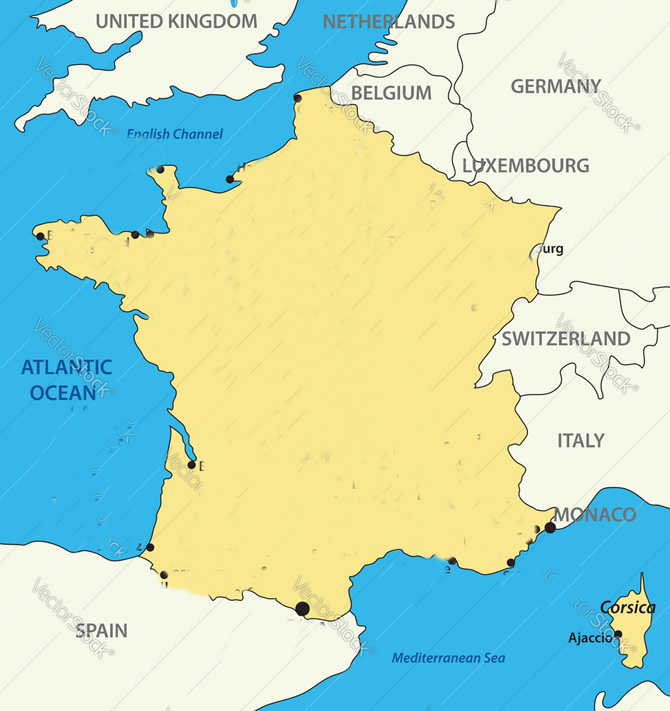 UNITED KINGDOM
NETHERLANDS
BELGIUM
GERMANY
English Channel
LUXEMBOURG
urg
SWITZERLAND
ATLANTIC
OCEAN
ITALY
MONACO
Corsica
SPAIN
Ajaccio
Mediterranean Sea
VectorStock®
VectorStock®
VectorStock®
VectorStock®
VectorStock®
VectorStock®